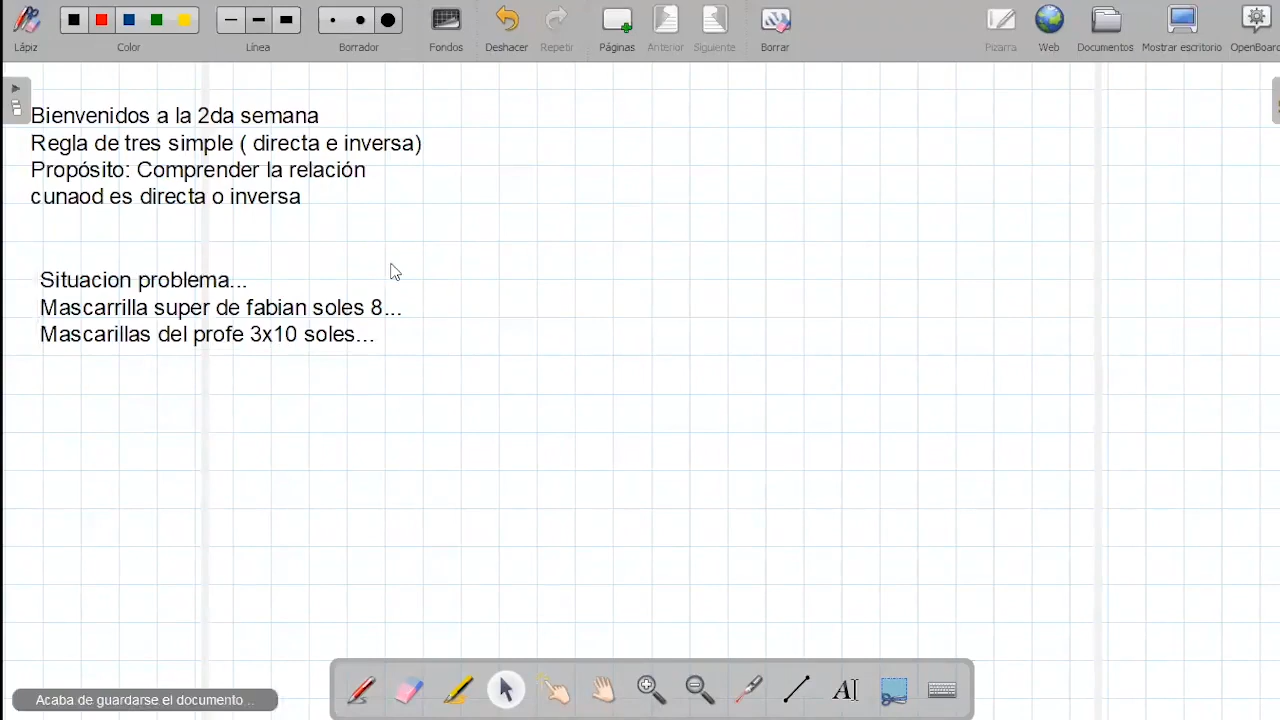 Lápiz
Color
Línea
Borrador
Fondos
Deshacer
Repetir
Páginas
Anterior
Siguiente
Borrar
Pizarra
Web
Documentos
Mostrar escritorio
OpenBoard
Bienvenidos a la 2da semana
Regla de tres simple ( directa e inversa)
Propósito: Comprender la relación
cunaod es directa o inversa
Situacion problema...
Mascarrilla super de fabian soles 8...
Mascarillas del profe 3x10 soles...
Acaba de guardarse el documento ..